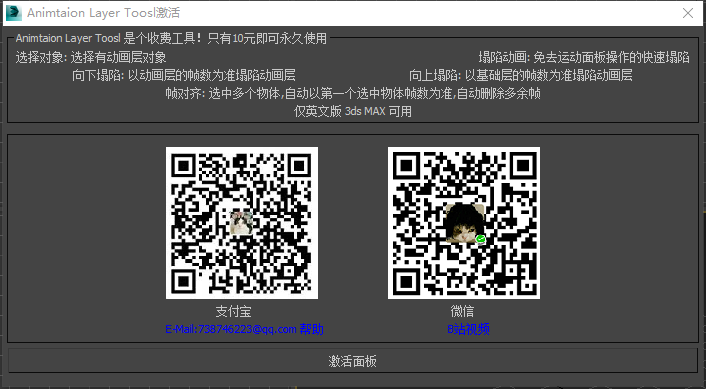 Animtaion Layer Toosl激活
Animtaion Layer Toosl 是个收费工具！只有10元即可永久使用
选择对象: 选择有动画层对象 塌陷动画: 免去运动面板操作的快速塌陷
向下塌陷: 以动画层的帧数为准塌陷动画层 向上塌陷: 以基础层的帧数为准塌陷动画层
帧对齐: 选中多个物体,自动以第一个选中物体帧数为准,自动删除多余帧
仅英文版 3ds MAX 可用
支付宝 微信
E-Mail:738746223@qq.com 帮助 B站视频
激活面板